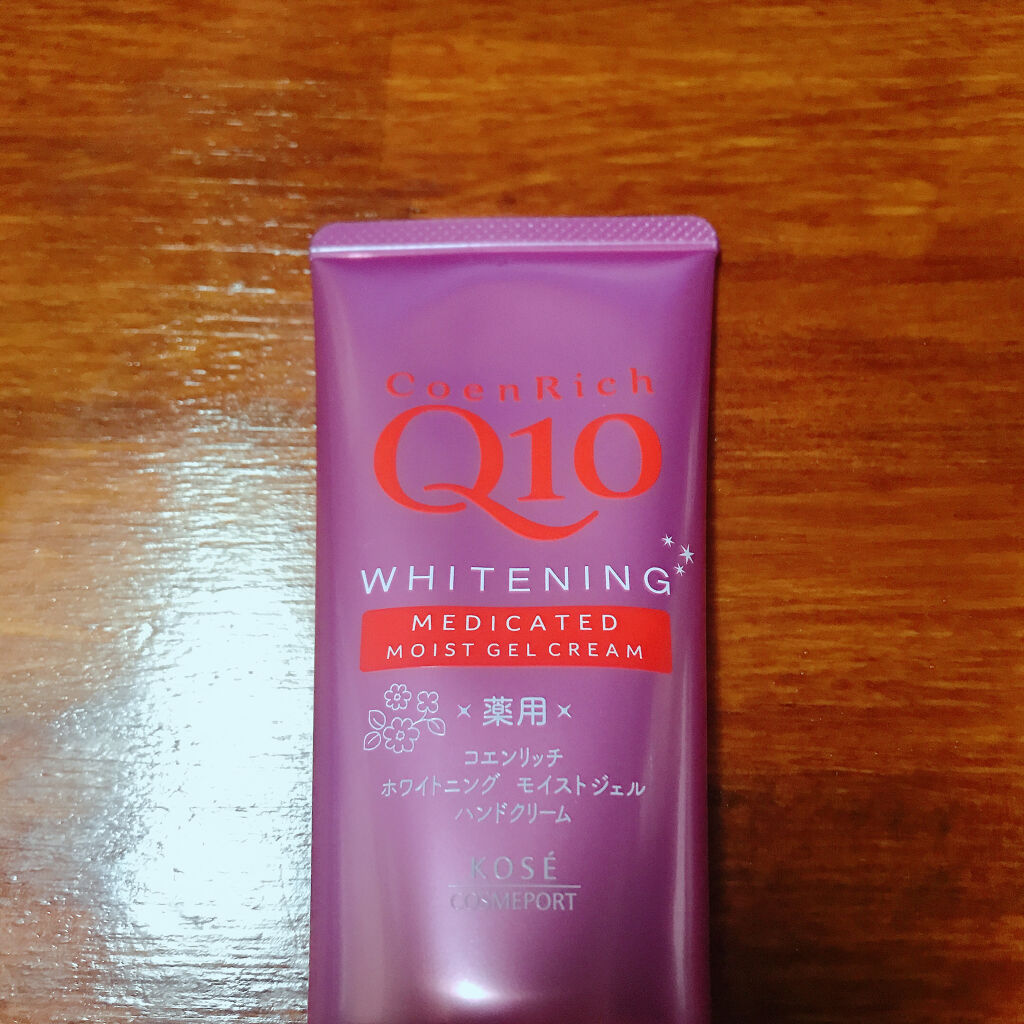 CoenRich
Q10
WHITENING
MEDICATED
MOIST GEL CREAM
薬用
コエンリッチ
ホワイトニング モイストジェル
ハンドクリーム
KOSÉ
COSMEPORT